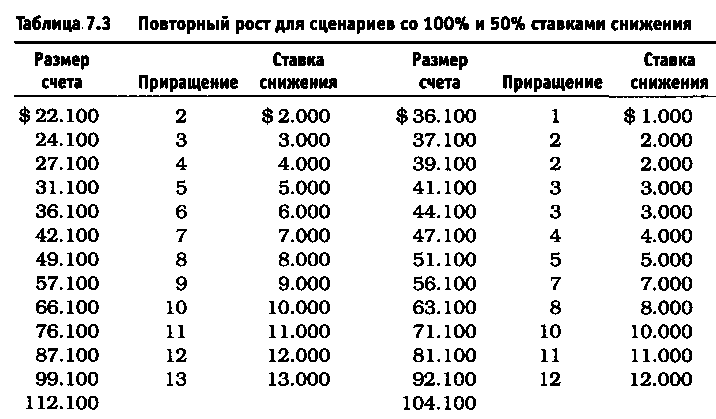 Таблица 7.3 Повторный рост для сценариев со 100% и 50% ставками снижения
Размер Ставка Размер Ставка
счета Приращение снижения счета Приращение снижения
$ 22.100 2 $ 2.000 $ 36.100 1 $ 1.000
24.100 3 3.000 37.100 2 2.000
27.100 4 4.000 39.100 2 2.000
31.100 5 5.000 41.100 3 3.000
36.100 6 6.000 44.100 3 3.000
42.100 7 7.000 47.100 4 4.000
49.100 8 8.000 51.100 5 5.000
57.100 9 9.000 56.100 7 7.000
66.100 10 10.000 63.100 8 8.000
76.100 11 11.000 71.100 10 10.000
87.100 12 12.000 81.100 11 11.000
99.100 13 13.000 92.100 12 12.000
112.100 104.100